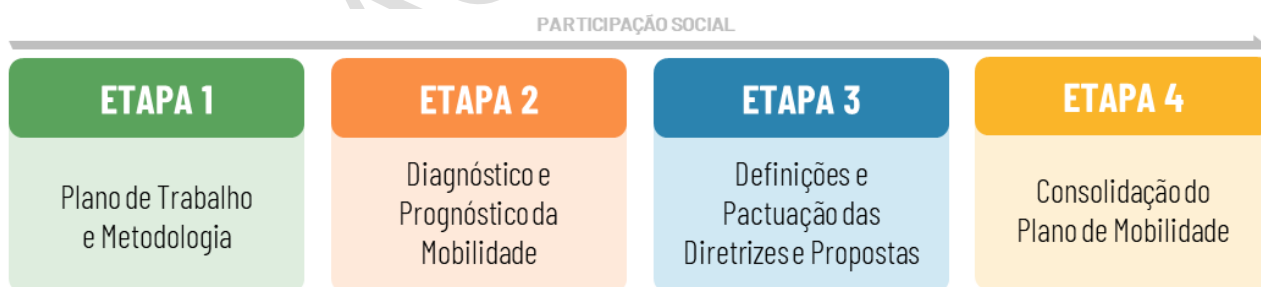 PARTICIPAÇÃO SOCIAL
ETAPA 1
Plano de Trabalho
e Metodologia
ETAPA 2
Diagnóstico e
Prognóstico da
Mobilidade
ETAPA 3
Definições e
Pactuação das
Diretrizes e Propostas
ETAPA 4
Consolidação do
Plano de Mobilidade